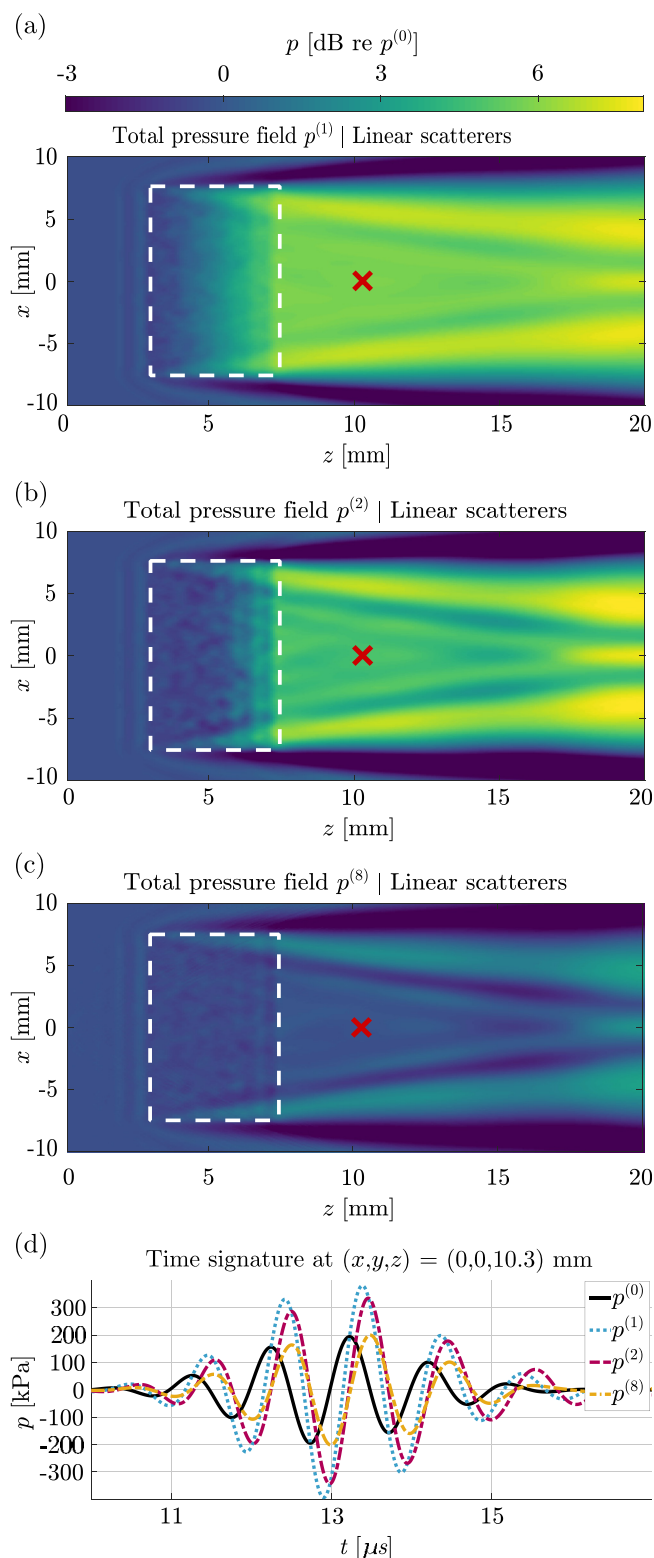 (a)
p [dB re p⁽⁰⁾]
-3 0 3 6
Total pressure field p⁽¹⁾ | Linear scatterers
10
5
0
-5
-10
x [mm]
0 5 10 15 20
z [mm]
(b)
Total pressure field p⁽²⁾ | Linear scatterers
10
5
0
-5
-10
x [mm]
0 5 10 15 20
z [mm]
(c)
Total pressure field p⁽⁸⁾ | Linear scatterers
10
5
0
-5
-10
x [mm]
0 5 10 15 20
z [mm]
(d)
Time signature at (x,y,z) = (0,0,10.3) mm
300
200
100
0
-100
-200
-300
p [kPa]
p⁽⁰⁾
p⁽¹⁾
p⁽²⁾
p⁽⁸⁾
11 13 15
t [μs]